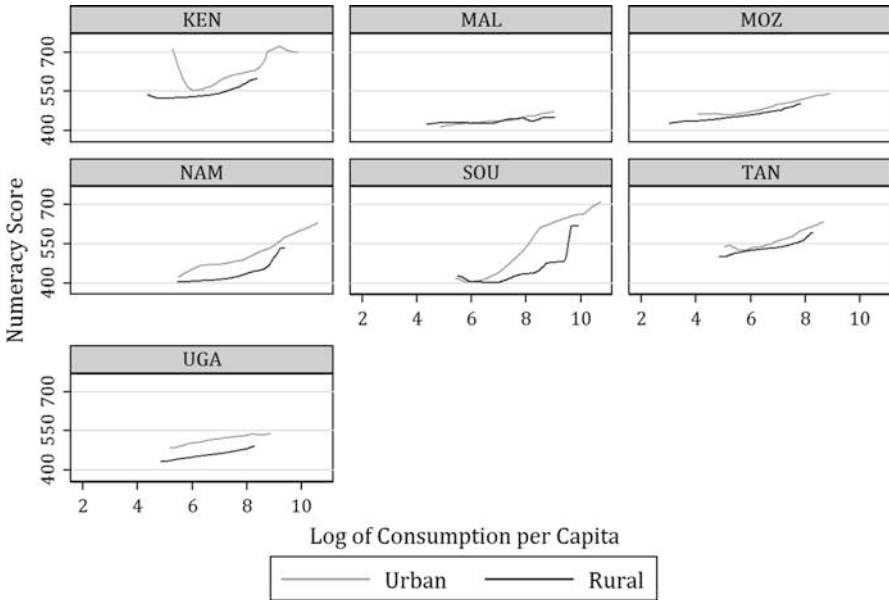 KEN MAL MOZ
700
550
400
NAM SOU TAN
700
550
400
2 4 6 8 10 2 4 6 8 10
UGA
700
550
400
2 4 6 8 10
Numeracy Score
Log of Consumption per Capita
Urban Rural